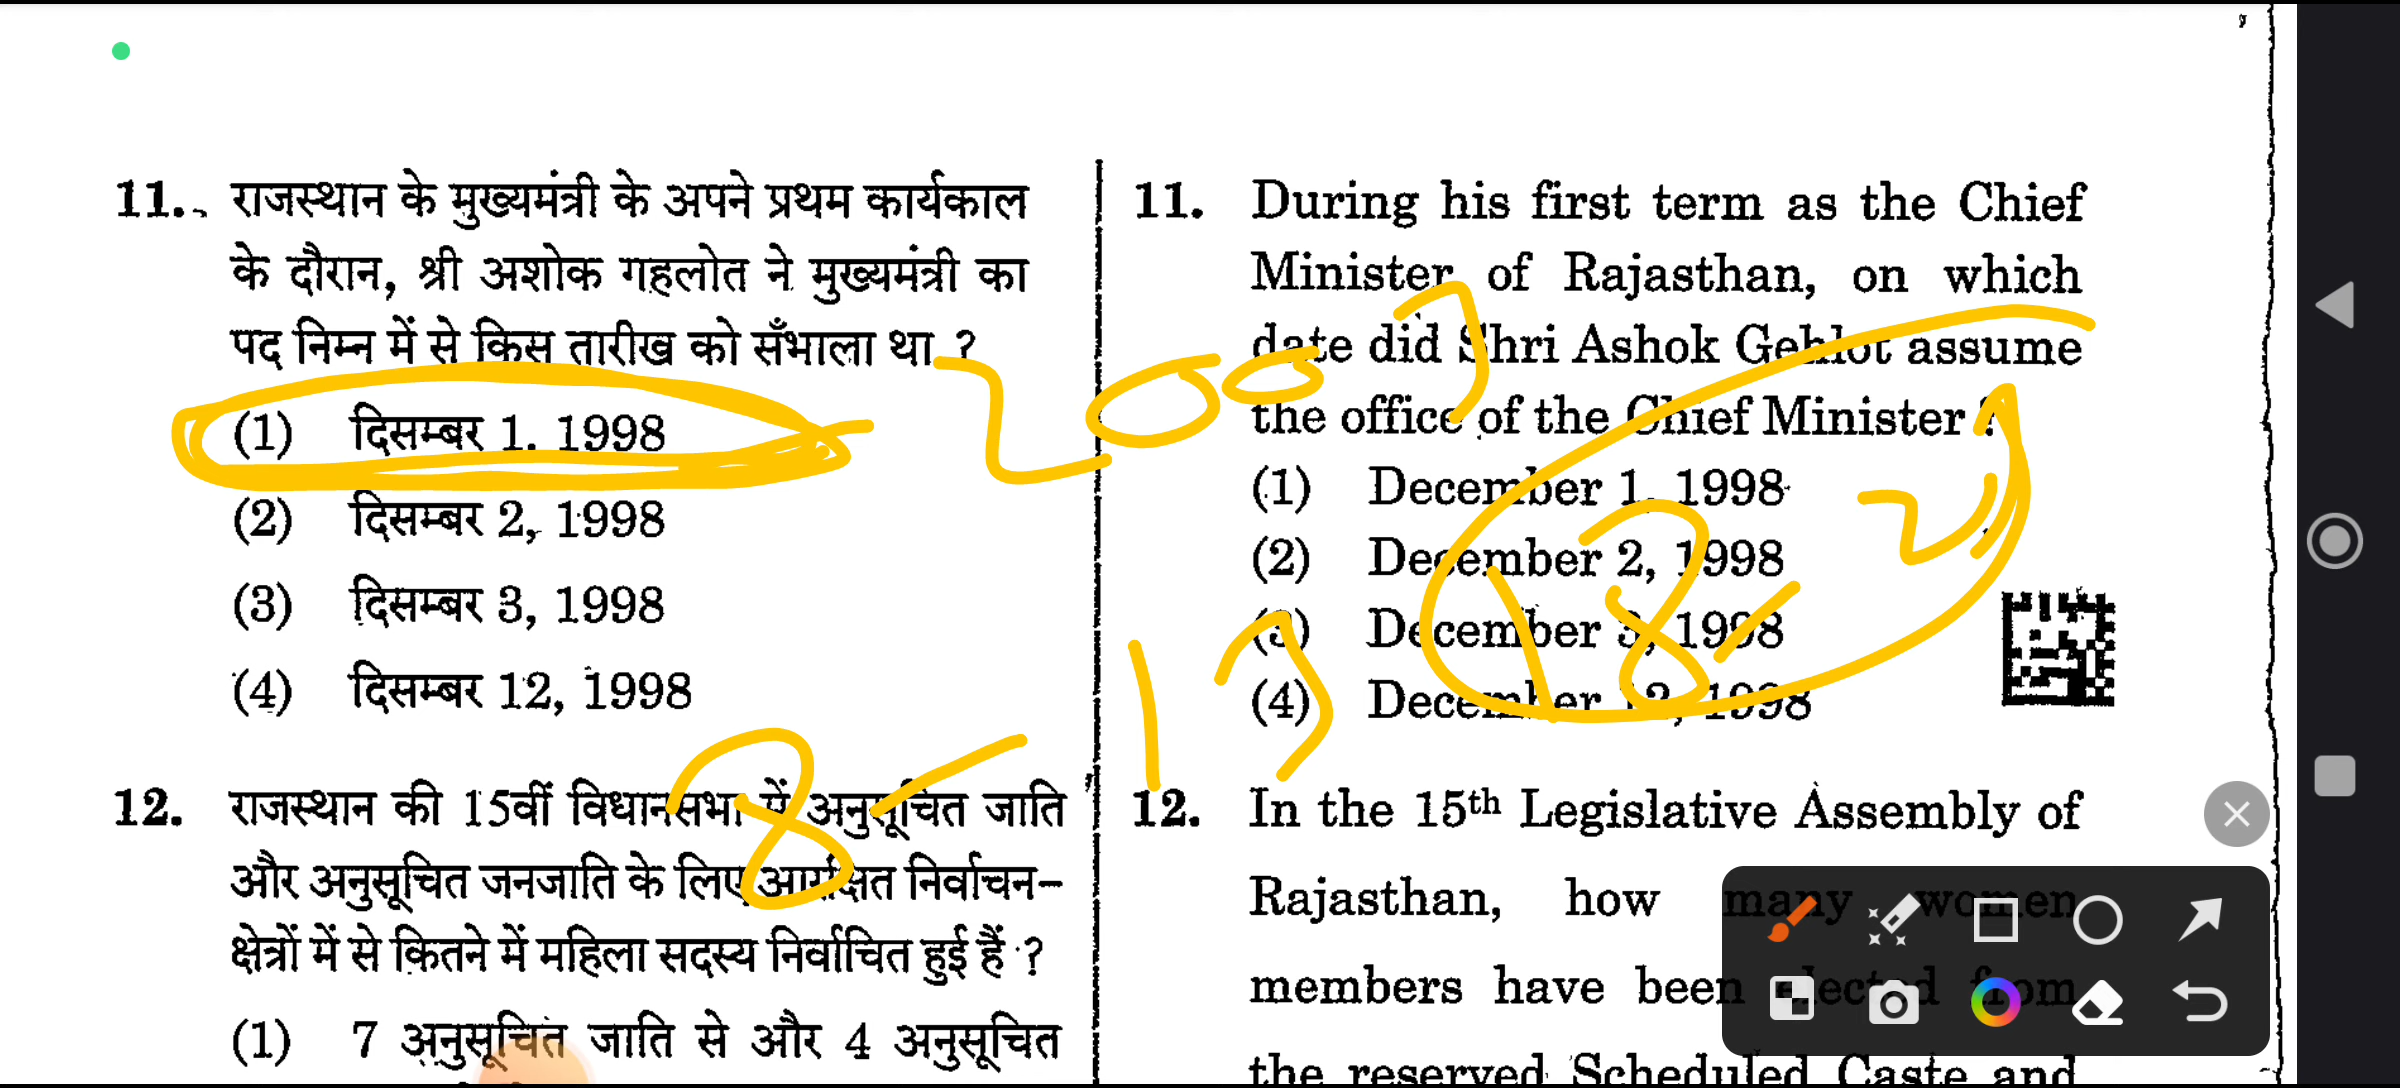 11. राजस्थान के मुख्यमंत्री के अपने प्रथम कार्यकाल
के दौरान, श्री अशोक गहलोत ने मुख्यमंत्री का
पद निम्न में से किस तारीख को सँभाला था ?
(1) दिसम्बर 1, 1998
(2) दिसम्बर 2, 1998
(3) दिसम्बर 3, 1998
(4) दिसम्बर 12, 1998
12. राजस्थान की 15वीं विधानसभा में अनुसूचित जाति
और अनुसूचित जनजाति के लिए आरक्षित निर्वाचन-
क्षेत्रों में से कितने में महिला सदस्य निर्वाचित हुई हैं ?
(1) 7 अनुसूचित जाति से और 4 अनुसूचित
11. During his first term as the Chief
Minister of Rajasthan, on which
date did Shri Ashok Gehlot assume
the office of the Chief Minister ?
(1) December 1, 1998
(2) December 2, 1998
(3) December 3, 1998
(4) December 12, 1998
12. In the 15th Legislative Assembly of
Rajasthan, how many women
members have been elected from
the reserved Scheduled Caste and